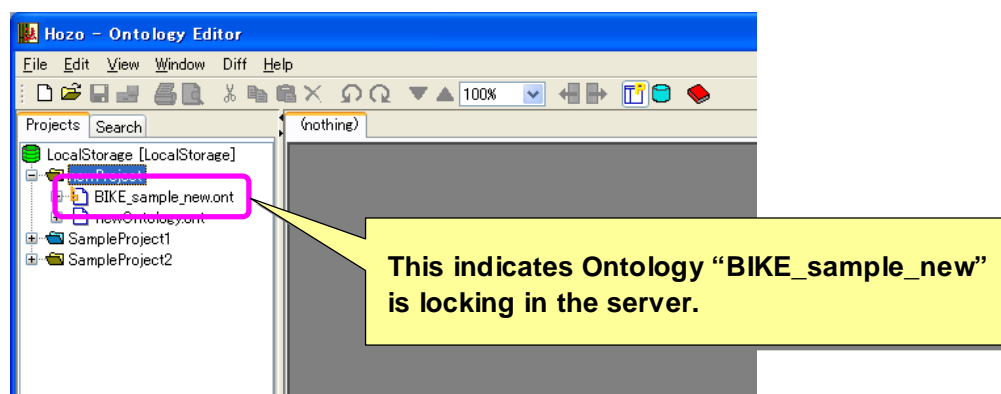 Hozo - Ontology Editor
File Edit View Window Diff Help
100%
Projects Search
(nothing)
LocalStorage [LocalStorage]
newProject
BIKE_sample_new.ont
newOntology.ont
SampleProject1
SampleProject2
This indicates Ontology “BIKE_sample_new”
is locking in the server.